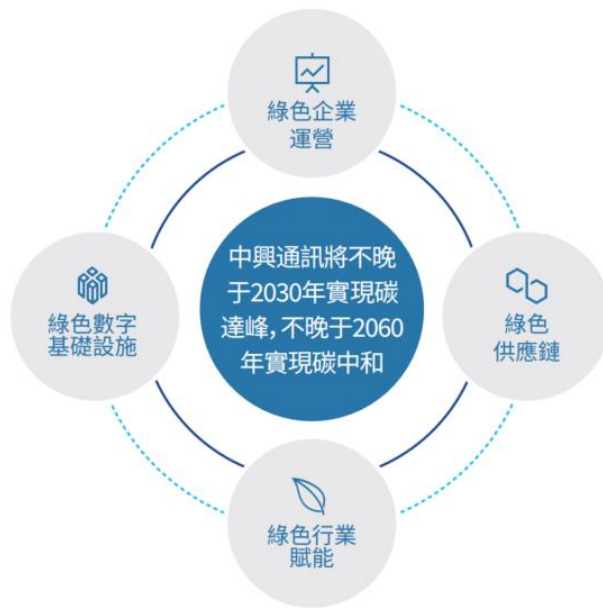 綠色企業
運營
中興通訊將不晚
于2030年實現碳
達峰,不晚于2060
年實現碳中和
綠色數字
基礎設施
綠色
供應鏈
綠色行業
賦能